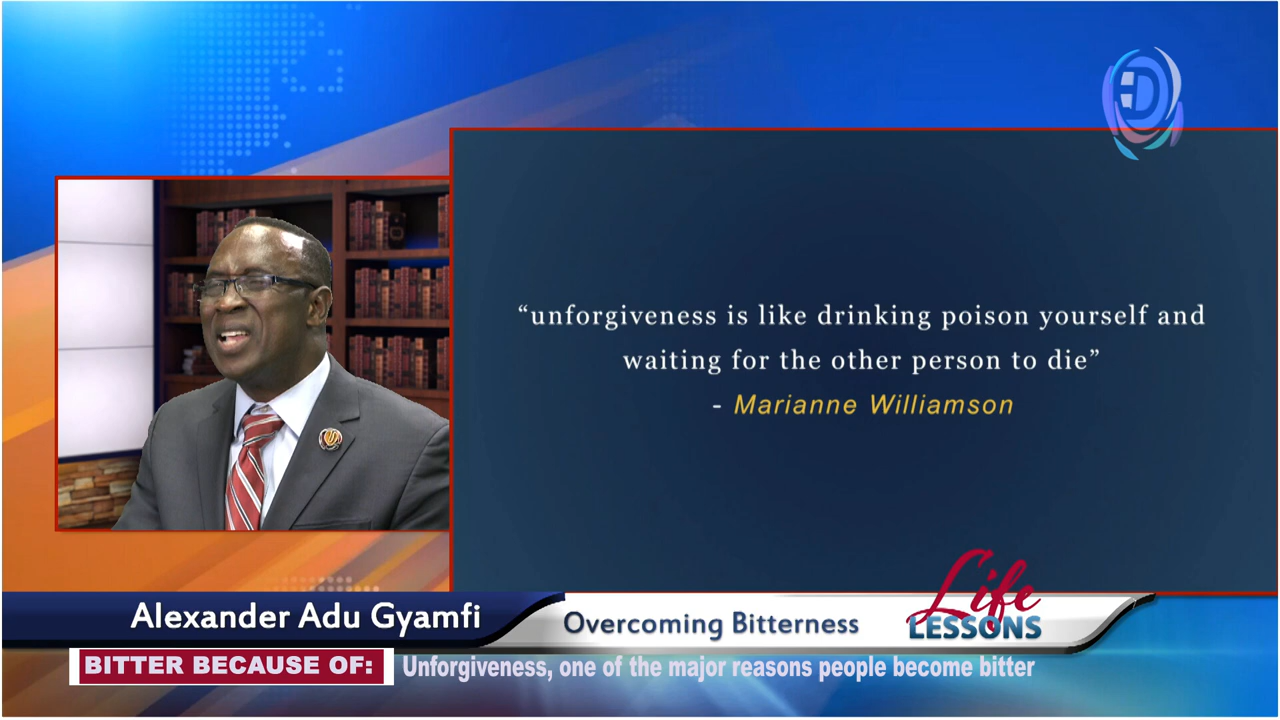 “unforgiveness is like drinking poison yourself and
waiting for the other person to die”
- Marianne Williamson
Alexander Adu Gyamfi
Overcoming Bitterness
Life
LESSONS
BITTER BECAUSE OF:
Unforgiveness, one of the major reasons people become bitter